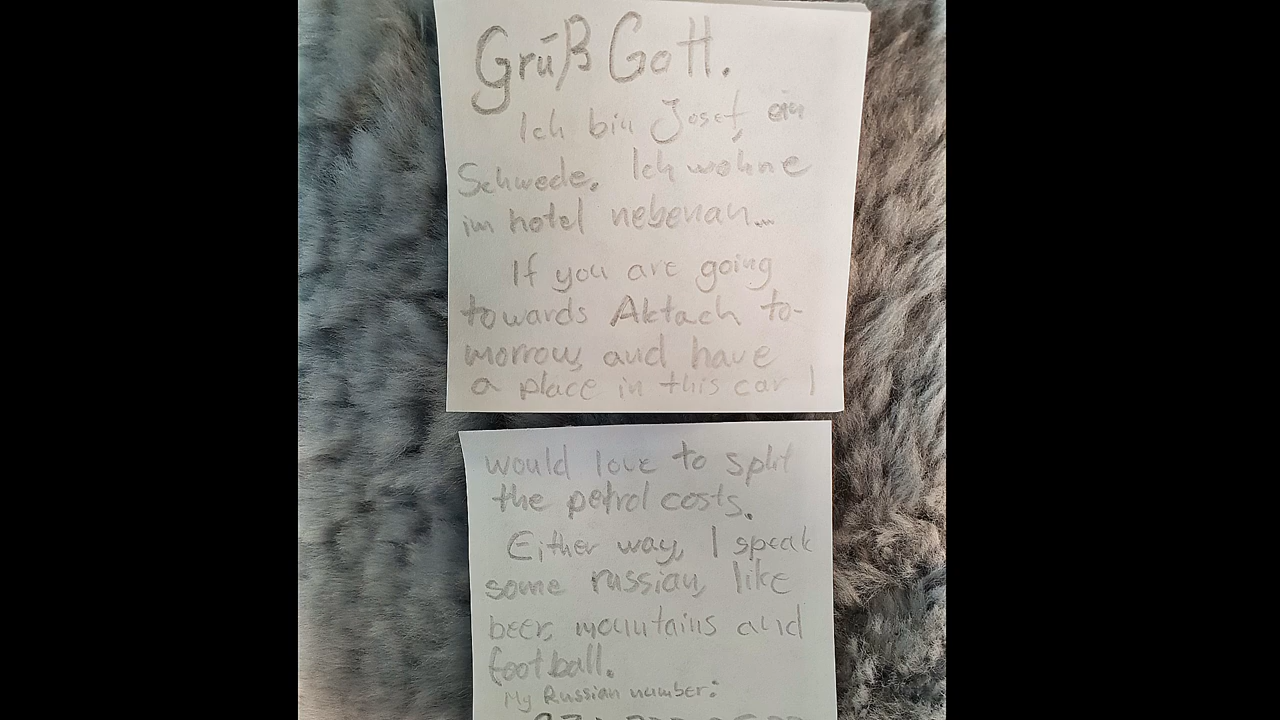 Grüß Gott.
Ich bin Josef, ein
Schwede. Ich wohne
im hotel nebenan...
If you are going
towards Aktach to-
morrow, and have
a place in this car I
would love to split
the petrol costs.
Either way, I speak
some russian, like
beer, mountains and
football.
My Russian number: